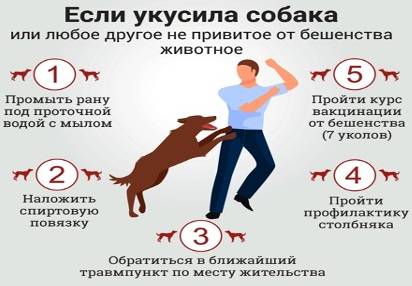 Если укусила собака
или любое другое не привитое от бешенства
животное
1
Промыть рану
под проточной
водой с мылом
2
Наложить
спиртовую
повязку
3
Обратиться в ближайший
травмпункт по месту жительства
4
Пройти
профилактику
столбняка
5
Пройти курс
вакцинации
от бешенства
(7 уколов)